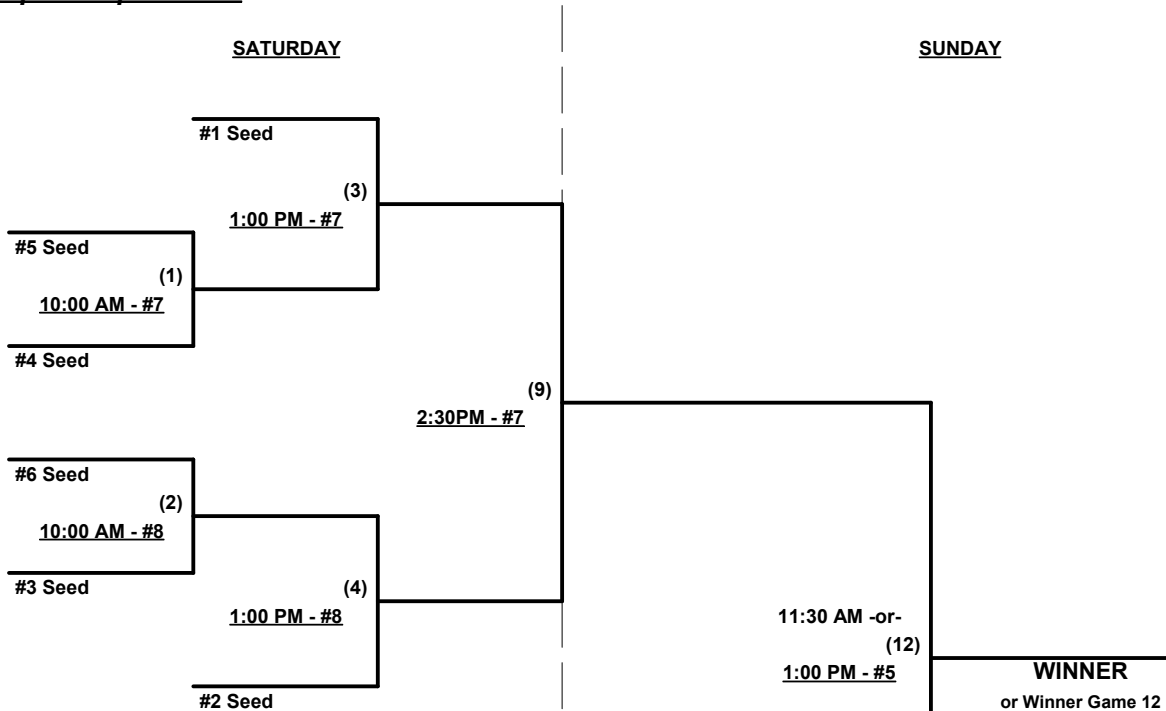 SATURDAY
SUNDAY
#1 Seed
(3)
1:00 PM - #7
#5 Seed
(1)
10:00 AM - #7
#4 Seed
(9)
2:30PM - #7
#6 Seed
(2)
10:00 AM - #8
#3 Seed
(4)
1:00 PM - #8
#2 Seed
11:30 AM -or-
(12)
1:00 PM - #5
WINNER
or Winner Game 12